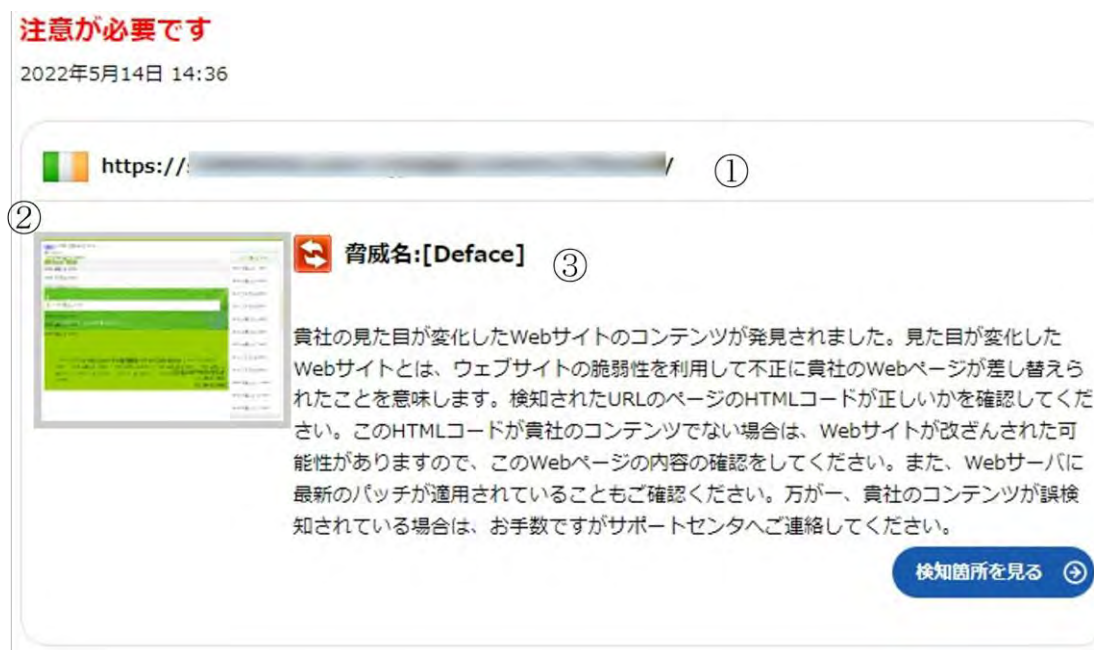 注意が必要です
2022年5月14日 14:36
https://
/
①
②
脅威名:[Deface]
③
貴社の見た目が変化したWebサイトのコンテンツが発見されました。見た目が変化した
Webサイトとは、ウェブサイトの脆弱性を利用して不正に貴社のWebページが差し替えら
れたことを意味します。検知されたURLのページのHTMLコードが正しいかを確認してくだ
さい。このHTMLコードが貴社のコンテンツでない場合は、Webサイトが改ざんされた可
能性がありますので、このWebページの内容の確認をしてください。また、Webサーバに
最新のパッチが適用されていることもご確認ください。万が一、貴社のコンテンツが誤検
知されている場合は、お手数ですがサポートセンタへご連絡してください。
検知箇所を見る